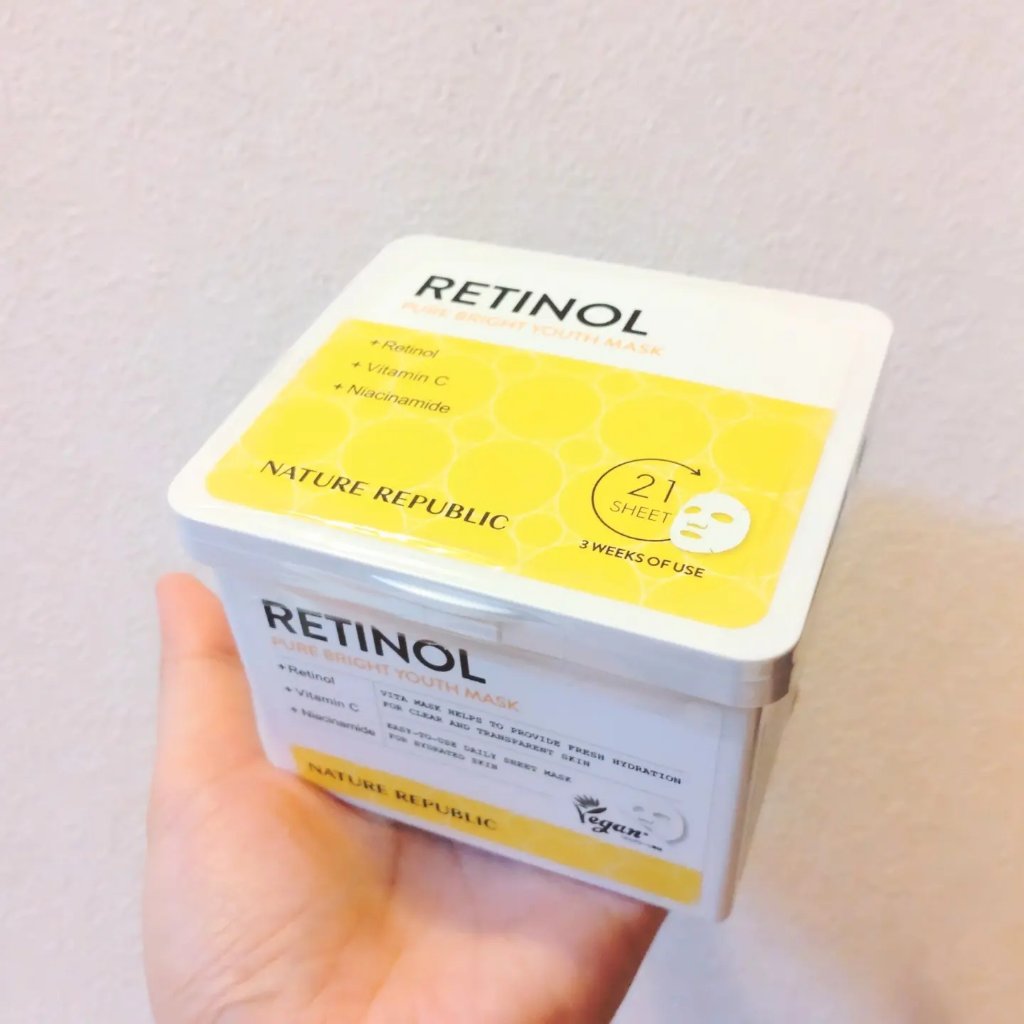 RETINOL
PURE BRIGHT YOUTH MASK
+ Retinol
+ Vitamin C
+ Niacinamide
NATURE REPUBLIC
21
SHEET
3 WEEKS OF USE
RETINOL
PURE BRIGHT YOUTH MASK
+ Retinol
+ Vitamin C
+ Niacinamide
VITA MASK HELPS TO PROVIDE FRESH HYDRATION
FOR CLEAR AND TRANSPARENT SKIN
EASY-TO-USE DAILY SHEET MASK
FOR HYDRATED SKIN
NATURE REPUBLIC
Vegan